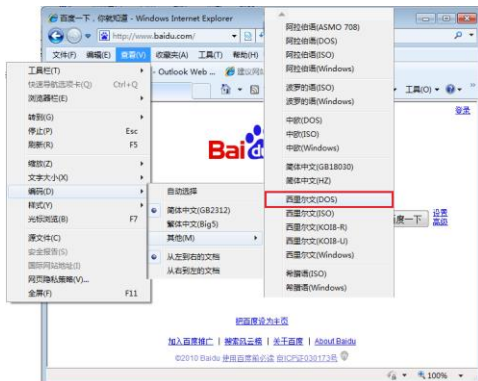 百度一下，你就知道 - Windows Internet Explorer
http://www.baidu.com/
文件(F) 编辑(E) 查看(V) 收藏夹(A) 工具(T) 帮助(H)
Outlook Web ...
建议网站
工具(O)
登录
工具栏(T)
快速导航选项卡(Q) Ctrl+Q
浏览器栏(E)
转到(G)
停止(P) Esc
刷新(R) F5
缩放(Z)
文字大小(X)
编码(D)
样式(Y)
光标浏览(B) F7
源文件(C)
安全报告(S)
国际网站地址(I)
网页隐私策略(V)...
全屏(F) F11
自动选择
简体中文(GB2312)
繁体中文(Big5)
其他(M)
从左到右的文档
从右到左的文档
阿拉伯语(ASMO 708)
阿拉伯语(DOS)
阿拉伯语(ISO)
阿拉伯语(Windows)
波罗的语(ISO)
波罗的语(Windows)
中欧(DOS)
中欧(ISO)
中欧(Windows)
简体中文(GB18030)
简体中文(HZ)
西里尔文(DOS)
西里尔文(ISO)
西里尔文(KOI8-R)
西里尔文(KOI8-U)
西里尔文(Windows)
希腊语(ISO)
希腊语(Windows)
Bai
度一下
设置
高级
把百度设为主页
加入百度推广 | 搜索风云榜 | 关于百度 | About Baidu
©2010 Baidu 使用百度前必读 京ICP证030173号
100%